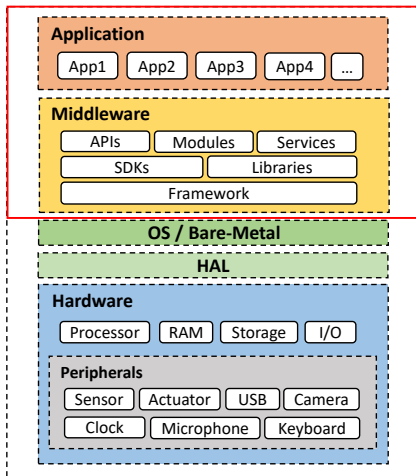 Application
App1 App2 App3 App4 ...
Middleware
APIs Modules Services
SDKs Libraries
Framework
OS / Bare-Metal
HAL
Hardware
Processor RAM Storage I/O
Peripherals
Sensor Actuator USB Camera
Clock Microphone Keyboard